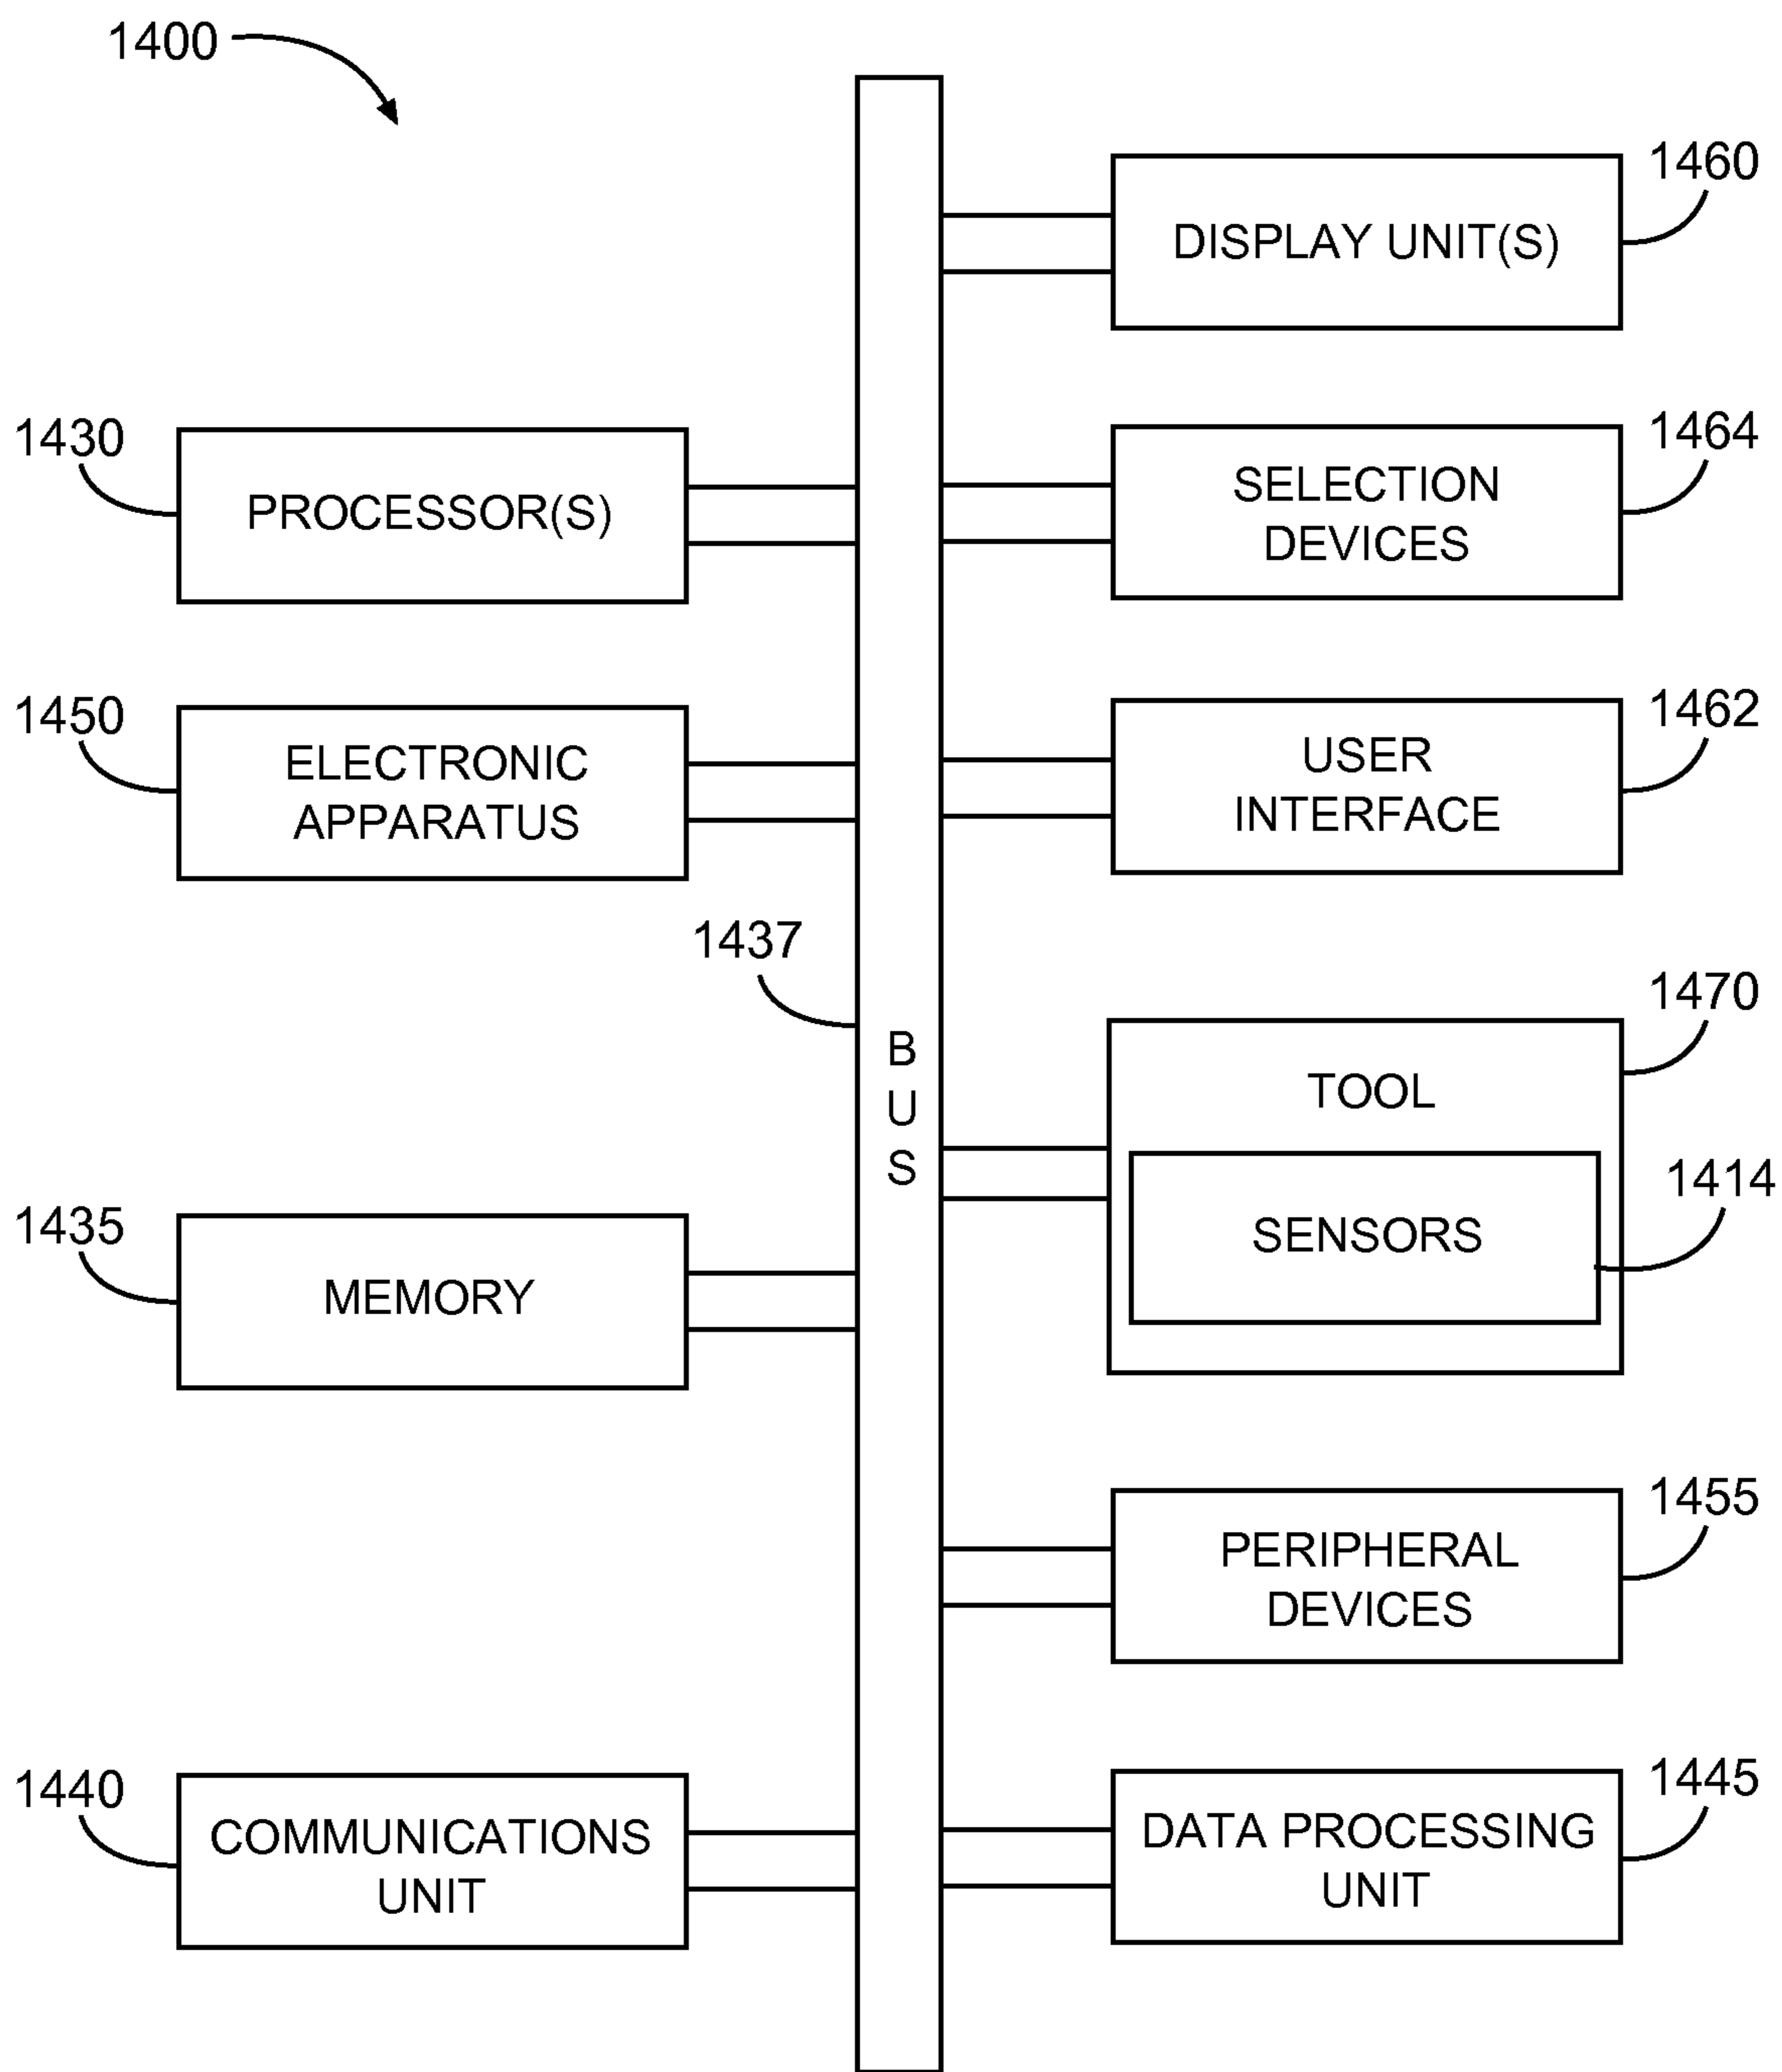 1400
1460
DISPLAY UNIT(S)
1430
PROCESSOR(S)
1464
SELECTION
DEVICES
1450
ELECTRONIC
APPARATUS
1462
USER
INTERFACE
1437
B
U
S
1470
TOOL
1414
SENSORS
1435
MEMORY
1455
PERIPHERAL
DEVICES
1440
COMMUNICATIONS
UNIT
1445
DATA PROCESSING
UNIT